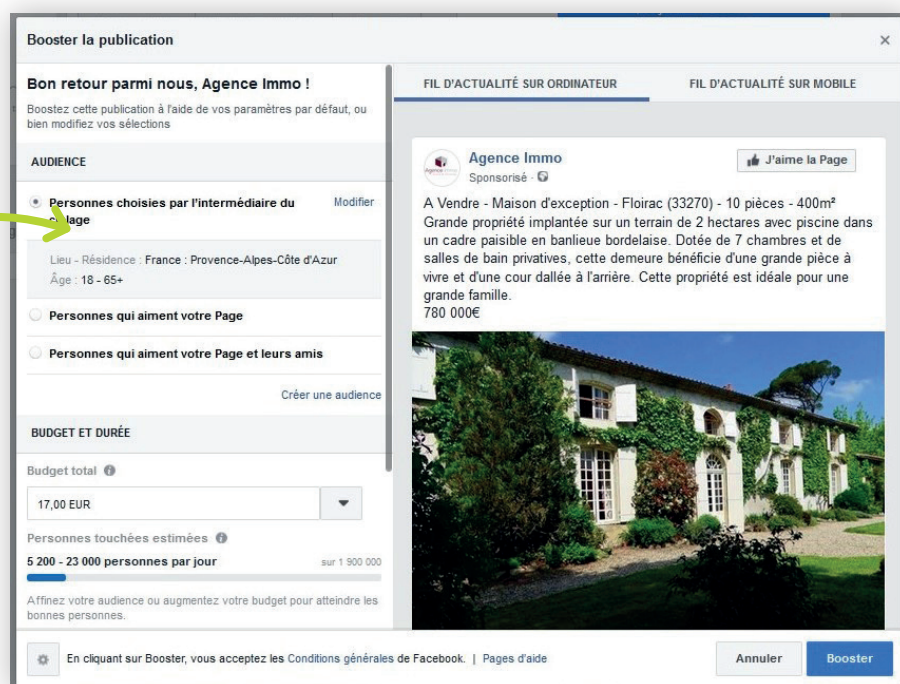 Booster la publication
×
Bon retour parmi nous, Agence Immo !
Boostez cette publication à l'aide de vos paramètres par défaut, ou
bien modifiez vos sélections
AUDIENCE
Personnes choisies par l'intermédiaire du
Modifier
Lieu - Résidence : France : Provence-Alpes-Côte d'Azur
Âge : 18 - 65+
Personnes qui aiment votre Page
Personnes qui aiment votre Page et leurs amis
Créer une audience
BUDGET ET DURÉE
Budget total
17,00 EUR
Personnes touchées estimées
5 200 - 23 000 personnes par jour
sur 1 900 000
Affinez votre audience ou augmentez votre budget pour atteindre les
bonnes personnes.
FIL D'ACTUALITÉ SUR ORDINATEUR
FIL D'ACTUALITÉ SUR MOBILE
Agence Immo
Sponsorisé ·
J'aime la Page
A Vendre - Maison d'exception - Floirac (33270) - 10 pièces - 400m²
Grande propriété implantée sur un terrain de 2 hectares avec piscine dans
un cadre paisible en banlieue bordelaise. Dotée de 7 chambres et de
salles de bain privatives, cette demeure bénéficie d'une grande pièce à
vivre et d'une cour dallée à l'arrière. Cette propriété est idéale pour une
grande famille.
780 000€
En cliquant sur Booster, vous acceptez les Conditions générales de Facebook. | Pages d'aide
Annuler
Booster